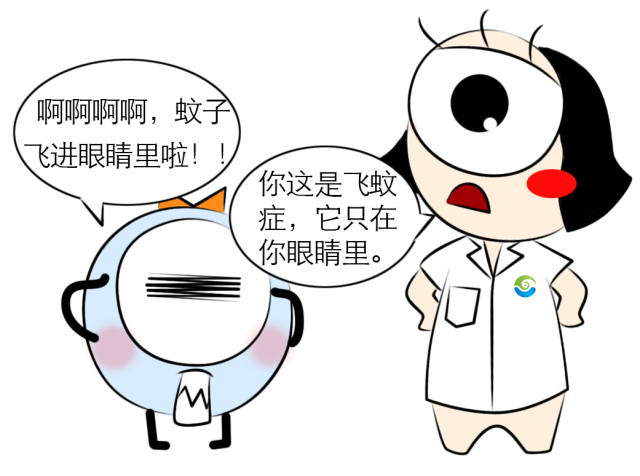 啊啊啊啊，蚊子
飞进眼睛里啦！！
你这是飞蚊
症，它只在
你眼睛里。